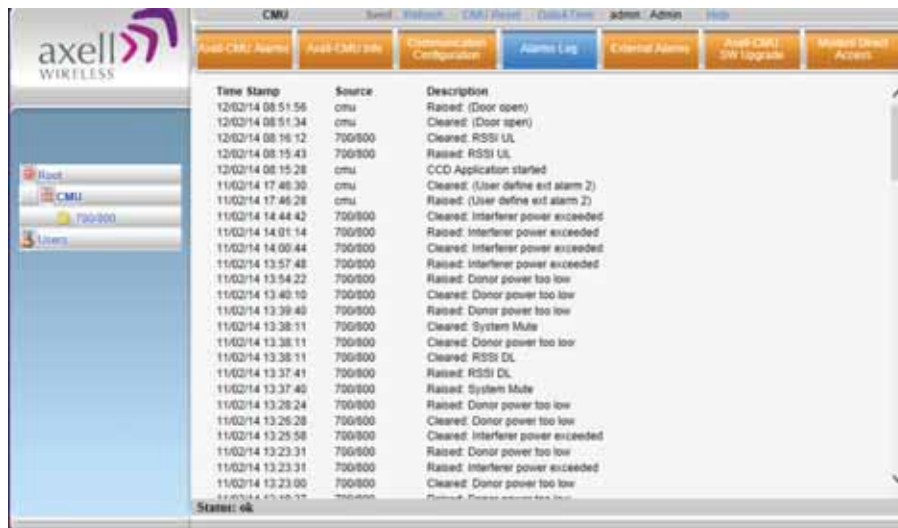 CMU Send Refresh CMU Reset Date&Time admin : Admin Help
axell
WIRELESS
Axell-CMU Alarms Axell-CMU Info Communication Configuration Alarms Log External Alarms Axell-CMU SW Upgrade Modem Direct Access
Root
CMU
700/800
Users
Time Stamp Source Description
12/02/14 08:51:56 cmu Raised: (Door open)
12/02/14 08:51:34 cmu Cleared: (Door open)
12/02/14 08:16:12 700/800 Cleared: RSSI UL
12/02/14 08:15:43 700/800 Raised: RSSI UL
12/02/14 08:15:28 cmu CCD Application started
11/02/14 17:46:30 cmu Cleared: (User define ext alarm 2)
11/02/14 17:46:28 cmu Raised: (User define ext alarm 2)
11/02/14 14:44:42 700/800 Cleared: Interferer power exceeded
11/02/14 14:01:14 700/800 Raised: Interferer power exceeded
11/02/14 14:00:44 700/800 Cleared: Interferer power exceeded
11/02/14 13:57:48 700/800 Raised: Interferer power exceeded
11/02/14 13:54:22 700/800 Raised: Donor power too low
11/02/14 13:40:10 700/800 Cleared: Donor power too low
11/02/14 13:39:40 700/800 Raised: Donor power too low
11/02/14 13:38:11 700/800 Cleared: System Mute
11/02/14 13:38:11 700/800 Cleared: Donor power too low
11/02/14 13:38:11 700/800 Cleared: RSSI DL
11/02/14 13:37:41 700/800 Raised: RSSI DL
11/02/14 13:37:40 700/800 Raised: System Mute
11/02/14 13:28:24 700/800 Raised: Donor power too low
11/02/14 13:26:28 700/800 Cleared: Donor power too low
11/02/14 13:25:58 700/800 Cleared: Interferer power exceeded
11/02/14 13:23:31 700/800 Raised: Donor power too low
11/02/14 13:23:31 700/800 Raised: Interferer power exceeded
11/02/14 13:23:00 700/800 Cleared: Donor power too low
Status: ok